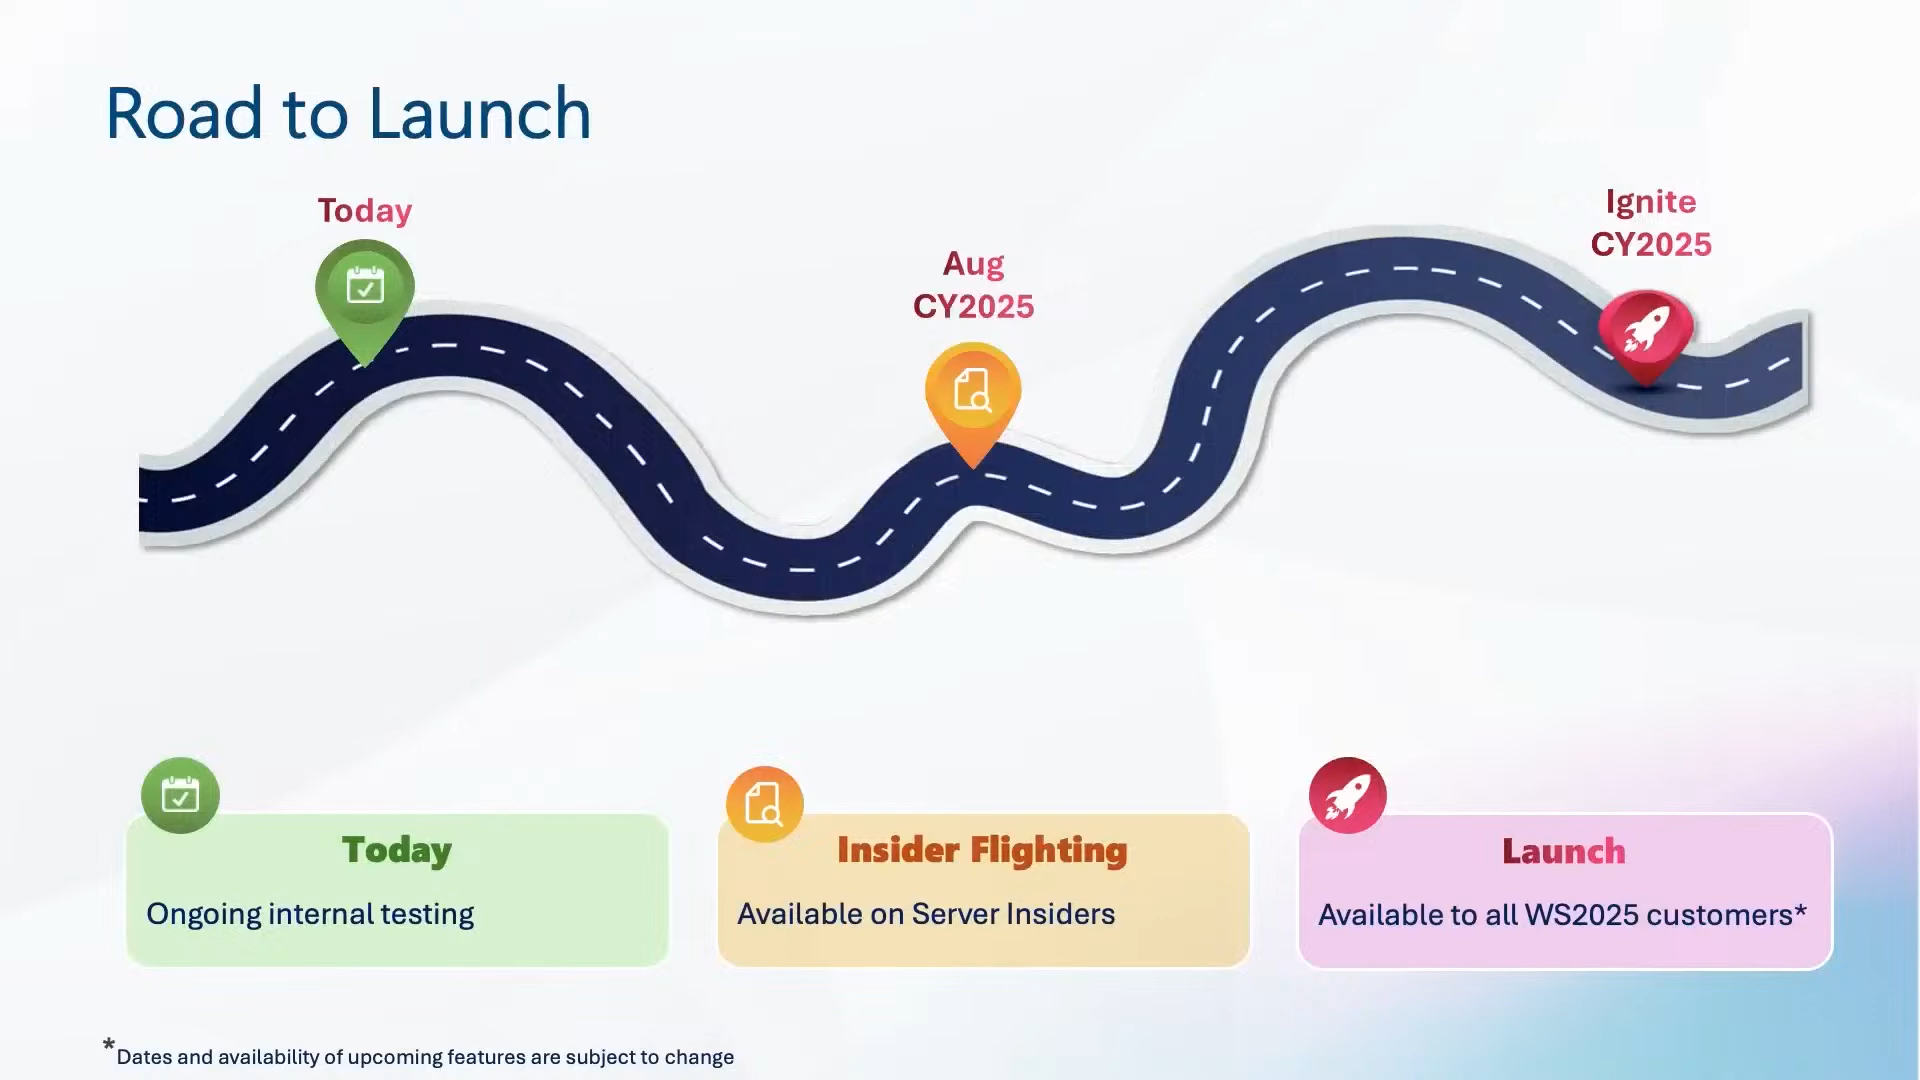 Road to Launch
Today
Aug
CY2025
Ignite
CY2025
Today
Ongoing internal testing
Insider Flighting
Available on Server Insiders
Launch
Available to all WS2025 customers*
*Dates and availability of upcoming features are subject to change